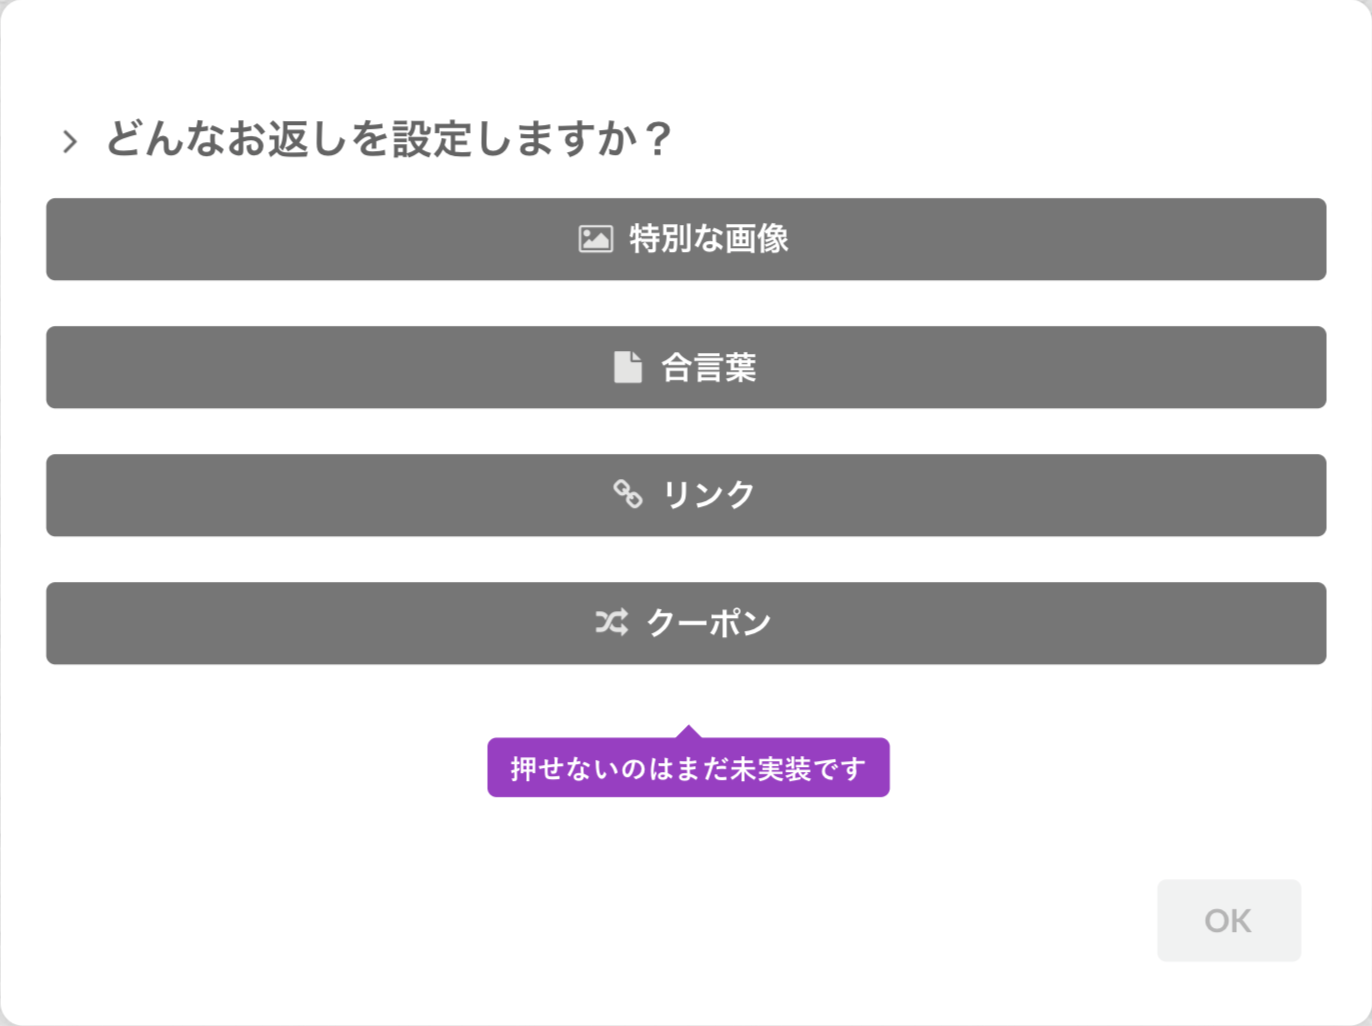 どんなお返しを設定しますか？
特別な画像
合言葉
リンク
クーポン
押せないのはまだ未実装です
OK